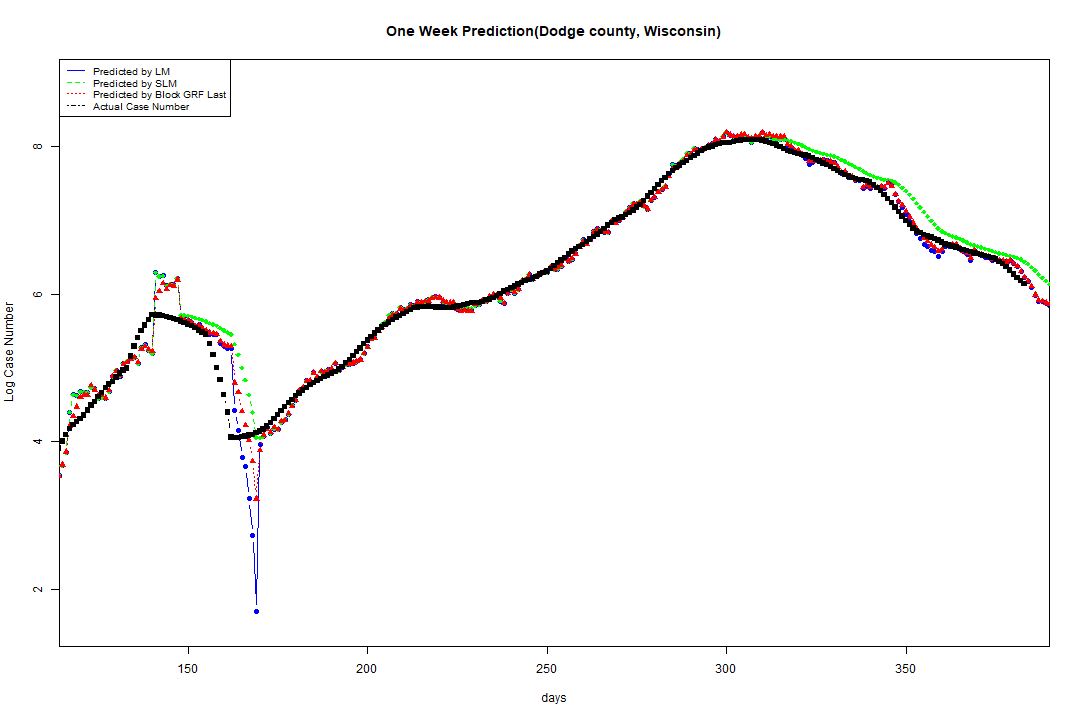 One Week Prediction(Dodge county, Wisconsin)
Predicted by LM
Predicted by SLM
Predicted by Block GRF Last
Actual Case Number
Log Case Number
8
6
4
2
150 200 250 300 350
days